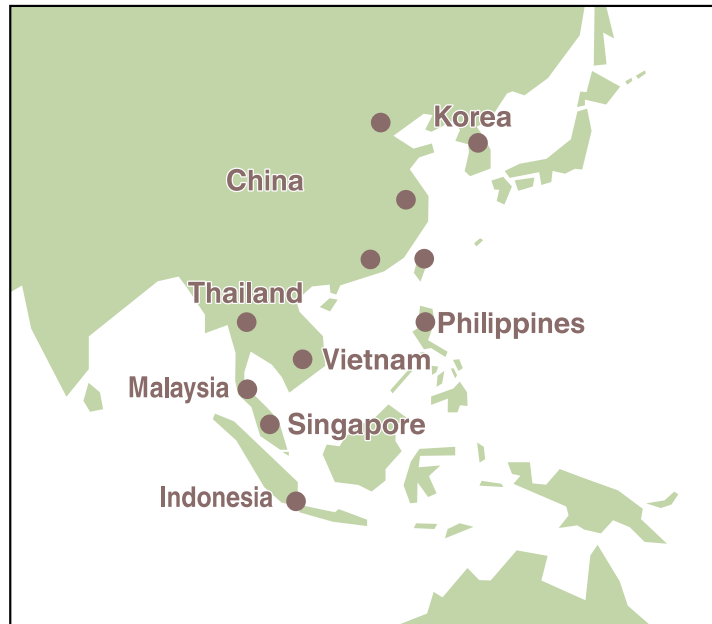 Korea
China
Thailand
Philippines
Vietnam
Malaysia
Singapore
Indonesia